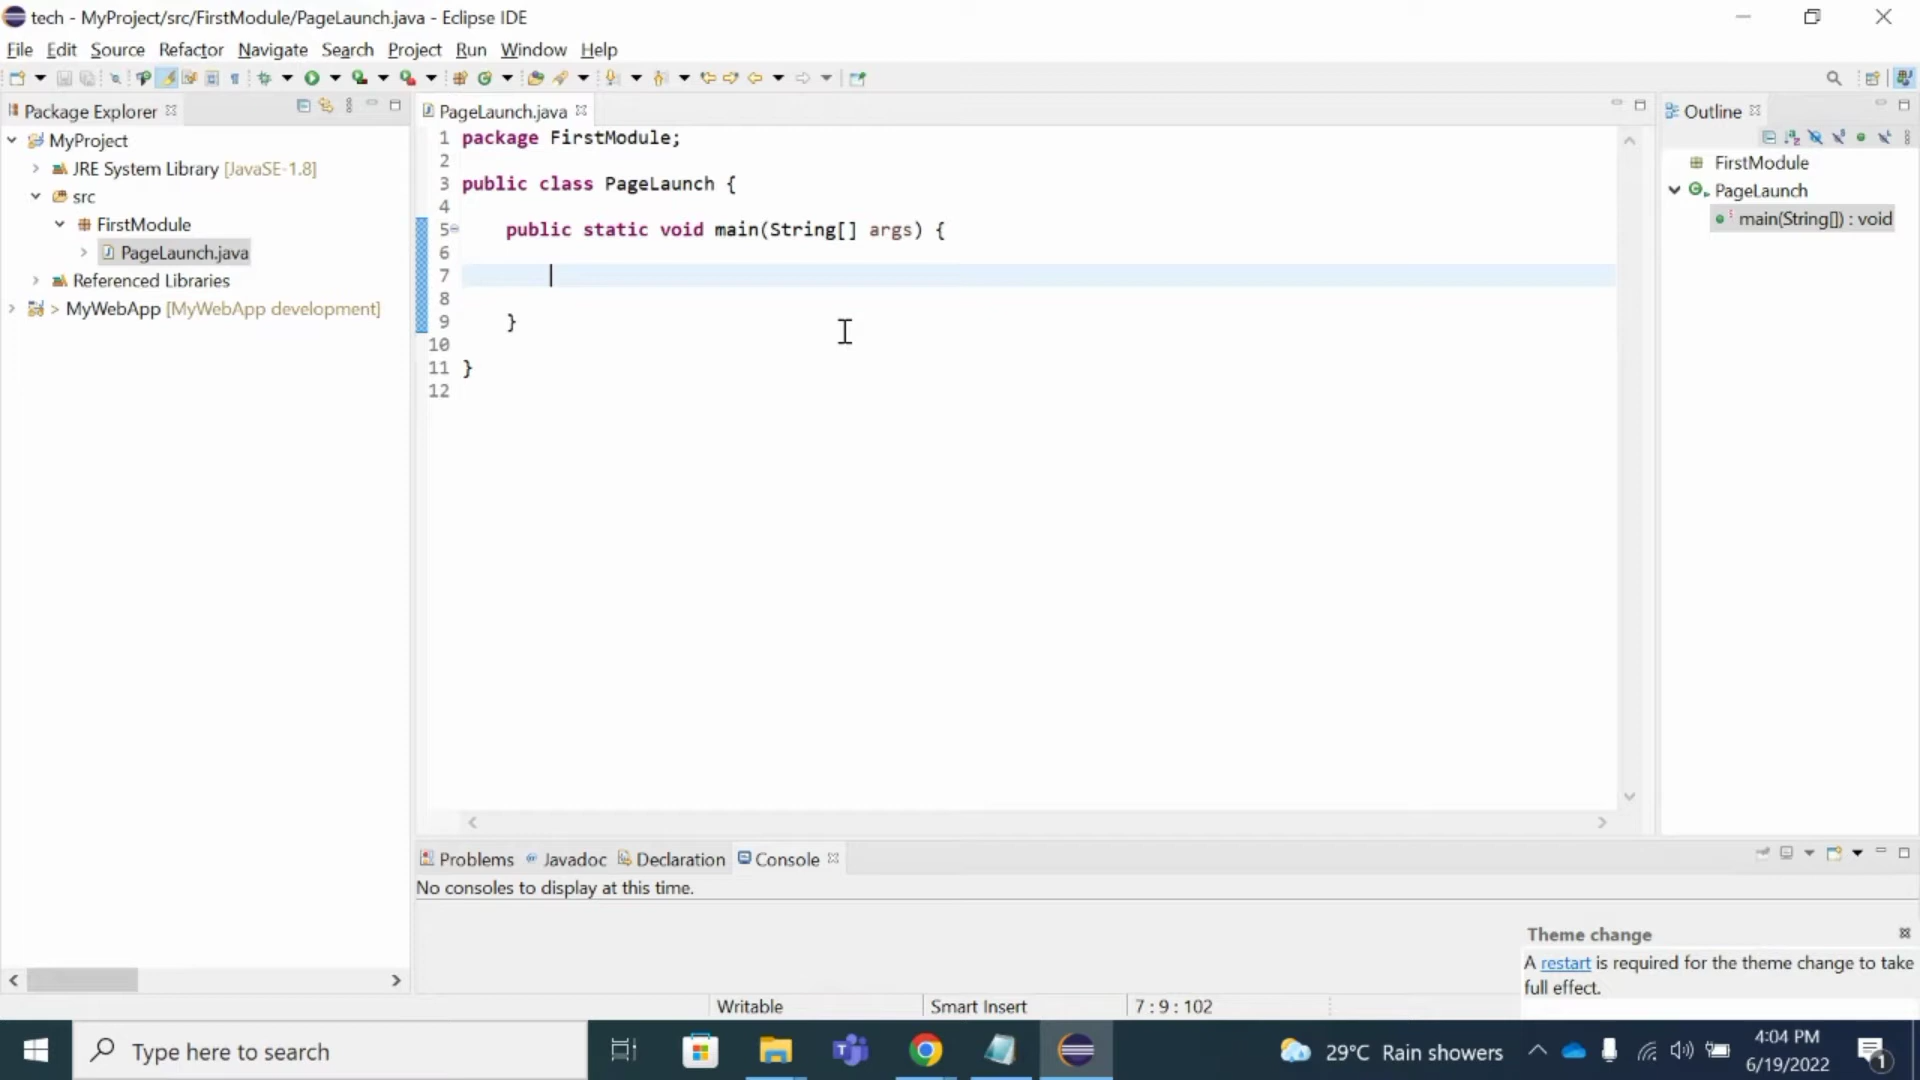 tech - MyProject/src/FirstModule/PageLaunch.java - Eclipse IDE
File Edit Source Refactor Navigate Search Project Run Window Help
Package Explorer
MyProject
JRE System Library [JavaSE-1.8]
src
FirstModule
PageLaunch.java
Referenced Libraries
> MyWebApp [MyWebApp development]
PageLaunch.java
1 package FirstModule;
2
3 public class PageLaunch {
4
5 public static void main(String[] args) {
6
7
8
9 }
10
11 }
12
Outline
FirstModule
PageLaunch
main(String[]) : void
Problems Javadoc Declaration Console
No consoles to display at this time.
Theme change
A restart is required for the theme change to take
full effect.
Writable Smart Insert 7 : 9 : 102
Type here to search
29°C Rain showers
4:04 PM
6/19/2022
1